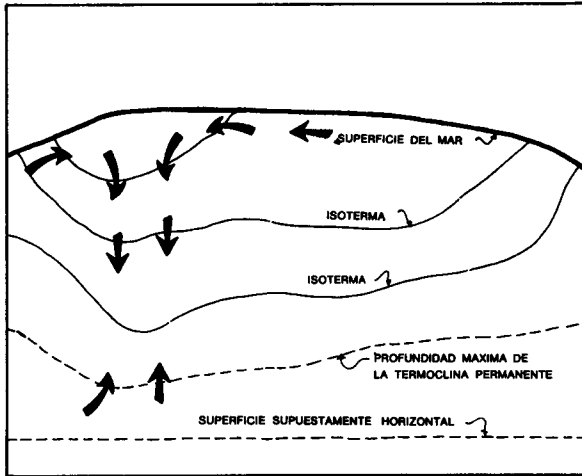 SUPERFICIE DEL MAR
ISOTERMA
ISOTERMA
PROFUNDIDAD MAXIMA DE
LA TERMOCLINA PERMANENTE
SUPERFICIE SUPUESTAMENTE HORIZONTAL